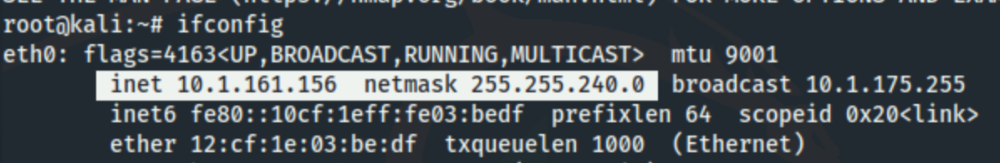 root@kali:~# ifconfig
eth0: flags=4163<UP,BROADCAST,RUNNING,MULTICAST>  mtu 9001
inet 10.1.161.156  netmask 255.255.240.0  broadcast 10.1.175.255
inet6 fe80::10cf:1eff:fe03:bedf  prefixlen 64  scopeid 0x20<link>
ether 12:cf:1e:03:be:df  txqueuelen 1000  (Ethernet)